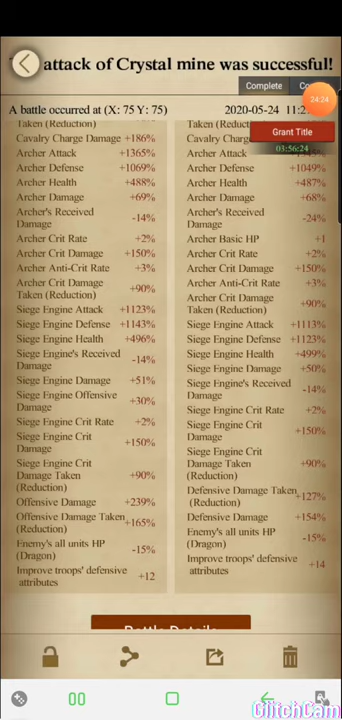 attack of Crystal mine was successful!
Complete
24:24
A battle occurred at (X: 75 Y: 75)
2020-05-24
Grant Title
03:56:24
Taken (Reduction)
Cavalry Charge Damage +186%
Archer Attack +1365%
Archer Defense +1069%
Archer Health +488%
Archer Damage +69%
Archer's Received
Damage -14%
Archer Crit Rate +2%
Archer Crit Damage +150%
Archer Anti-Crit Rate +3%
Archer Crit Damage
Taken (Reduction) +90%
Siege Engine Attack +1123%
Siege Engine Defense +1143%
Siege Engine Health +496%
Siege Engine's Received
Damage -14%
Siege Engine Damage +51%
Siege Engine Offensive
Damage +30%
Siege Engine Crit Rate +2%
Siege Engine Crit
Damage +150%
Siege Engine Crit
Damage Taken
(Reduction) +90%
Offensive Damage +239%
Offensive Damage Taken
(Reduction) +165%
Enemy's all units HP
(Dragon) -15%
Improve troops' defensive
attributes +12
Archer Attack
Archer Defense +1049%
Archer Health +487%
Archer Damage +68%
Archer's Received
Damage -24%
Archer Basic HP +1
Archer Crit Rate +2%
Archer Crit Damage +150%
Archer Anti-Crit Rate +3%
Archer Crit Damage
Taken (Reduction) +90%
Siege Engine Attack +1113%
Siege Engine Defense +1123%
Siege Engine Health +499%
Siege Engine Damage +50%
Siege Engine's Received
Damage -14%
Siege Engine Crit Rate +2%
Siege Engine Crit
Damage +150%
Siege Engine Crit
Damage Taken
(Reduction) +90%
Defensive Damage Taken
(Reduction) +127%
Defensive Damage +154%
Enemy's all units HP
(Dragon) -15%
Improve troops' defensive
attributes +14
Battle Details
GlitchCam